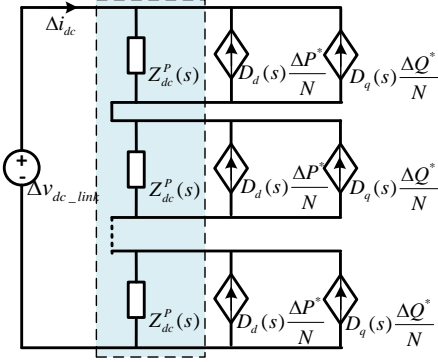 Δi_dc
Z_dc^P(s) D_d(s) ΔP^*/N D_q(s) ΔQ^*/N
+
-
Δv_dc_link
Z_dc^P(s) D_d(s) ΔP^*/N D_q(s) ΔQ^*/N
Z_dc^P(s) D_d(s) ΔP^*/N D_q(s) ΔQ^*/N